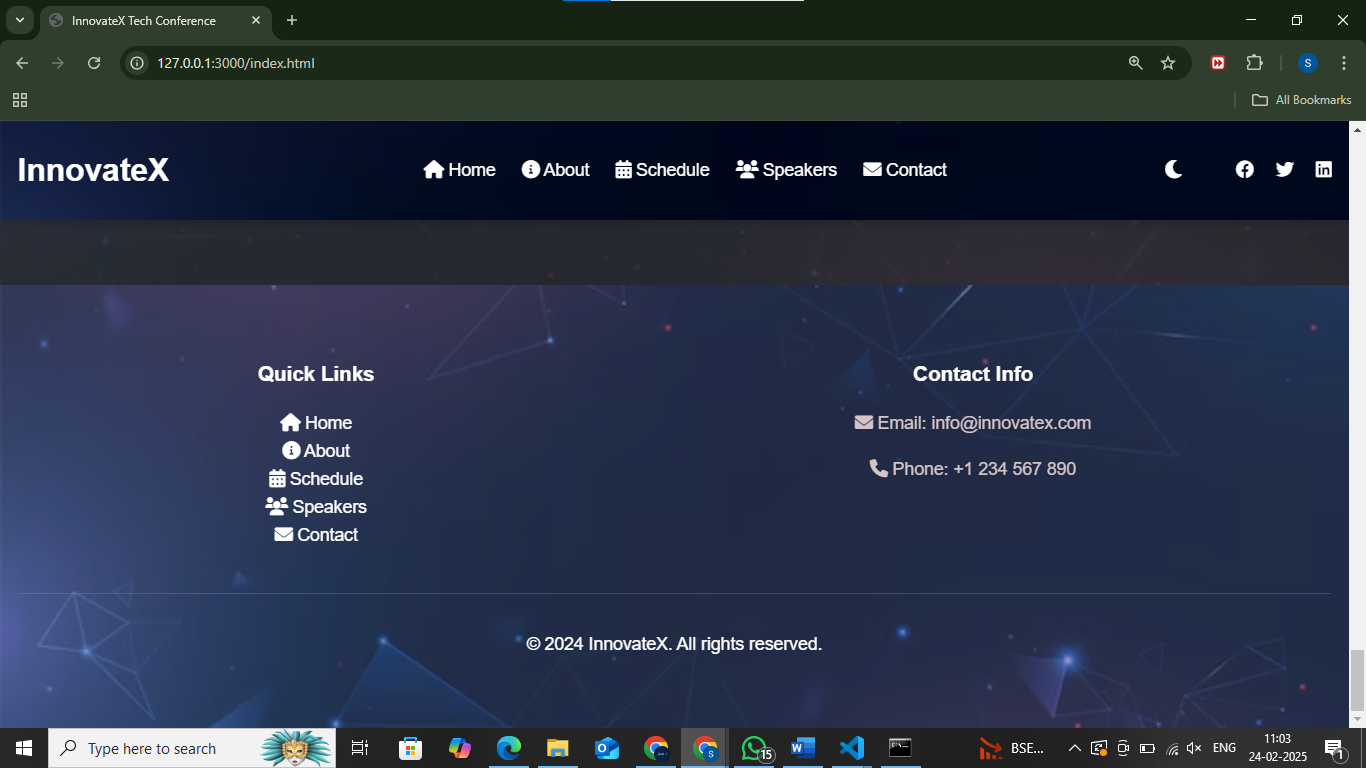 InnovateX Tech Conference
127.0.0.1:3000/index.html
S
All Bookmarks
InnovateX
Home About Schedule Speakers Contact
Quick Links
Home
About
Schedule
Speakers
Contact
Contact Info
Email: info@innovatex.com
Phone: +1 234 567 890
© 2024 InnovateX. All rights reserved.
Type here to search
S
15
BSE...
ENG
11:03
24-02-2025
1